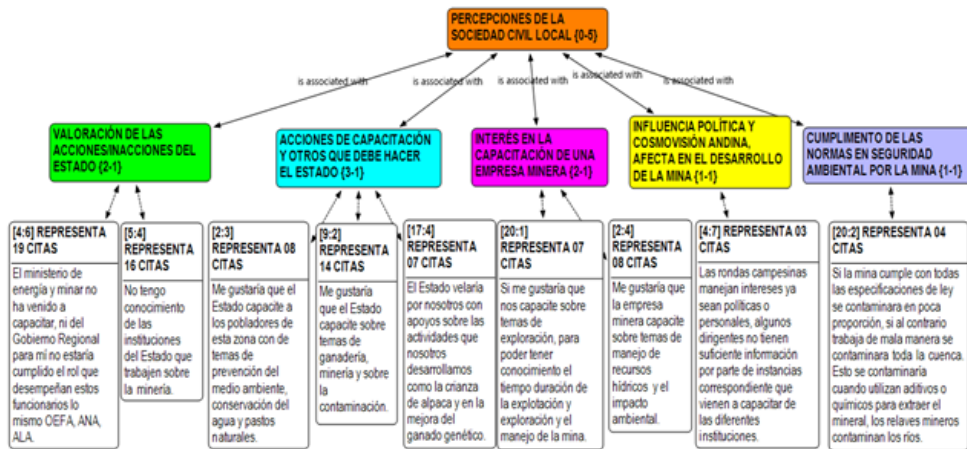 PERCEPCIONES DE LA
SOCIEDAD CIVIL LOCAL {0-5}
is associated with
is associated with
is associated with
is associated with
is associated with
VALORACIÓN DE LAS
ACCIONES/INACCIONES DEL
ESTADO {2-1}
ACCIONES DE CAPACITACIÓN
Y OTROS QUE DEBE HACER
EL ESTADO {3-1}
INTERÉS EN LA
CAPACITACIÓN DE UNA
EMPRESA MINERA {2-1}
INFLUENCIA POLÍTICA Y
COSMOVISIÓN ANDINA,
AFECTA EN EL DESARROLLO
DE LA MINA {1-1}
CUMPLIMENTO DE LAS
NORMAS EN SEGURIDAD
AMBIENTAL POR LA MINA {1-1}
[4:6] REPRESENTA
19 CITAS
El ministerio de
energía y minar no
ha venido a
capacitar, ni del
Gobierno Regional
para mí no estaría
cumplido el rol que
desempeñan estos
funcionarios lo
mismo OEFA, ANA,
ALA.
[5:4]
REPRESENTA
16 CITAS
No tengo
conocimiento
de las
instituciones
del Estado que
trabajen sobre
la minería.
[2:3]
REPRESENTA 08
CITAS
Me gustaría que el
Estado capacite a
los pobladores de
esta zona con de
temas de
prevención del
medio ambiente,
conservación del
agua y pastos
naturales.
[9:2]
REPRESENTA
14 CITAS
Me gustaría
que el Estado
capacite sobre
temas de
ganadería,
minería y sobre
la
contaminación.
[17:4]
REPRESENTA
07 CITAS
El Estado velaría
por nosotros con
apoyos sobre las
actividades que
nosotros
desarrollamos
como la crianza
de alpaca y en la
mejora del
ganado genético.
[20:1]
REPRESENTA 07
CITAS
Si me gustaría que
nos capacite sobre
temas de
exploración, para
poder tener
conocimiento el
tiempo duración de
la explotación y
exploración y el
manejo de la mina.
[2:4]
REPRESENTA
08 CITAS
Me gustaría que
la empresa
minera capacite
sobre temas de
manejo de
recursos
hídricos y el
impacto
ambiental.
[4:7] REPRESENTA 03
CITAS
Las rondas campesinas
manejan intereses ya
sean políticas o
personales, algunos
dirigentes no tienen
suficiente información
por parte de instancias
correspondiente que
vienen a capacitar de
las diferentes
instituciones.
[20:2] REPRESENTA 04
CITAS
Si la mina cumple con todas
las especificaciones de ley
se contaminara en poca
proporción, si al contrario
trabaja de mala manera se
contaminara toda la cuenca.
Esto se contaminaría
cuando utilizan aditivos o
químicos para extraer el
mineral, los relaves mineros
contaminan los ríos.